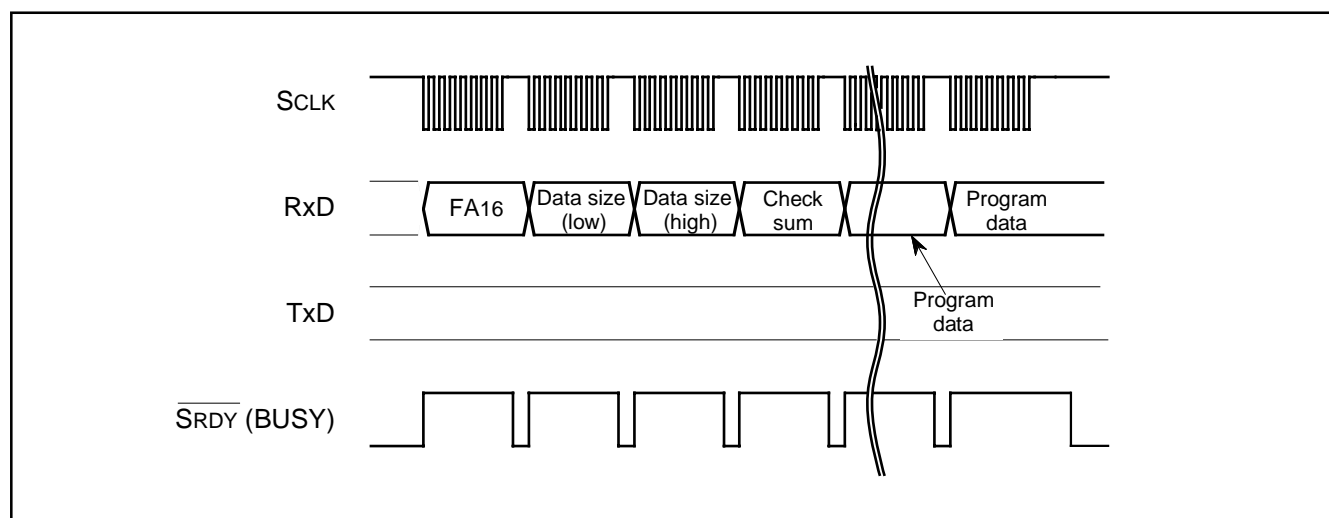 SCLK
RxD
FA16
Data size
(low)
Data size
(high)
Check
sum
Program
data
Program
data
TxD
SRDY (BUSY)